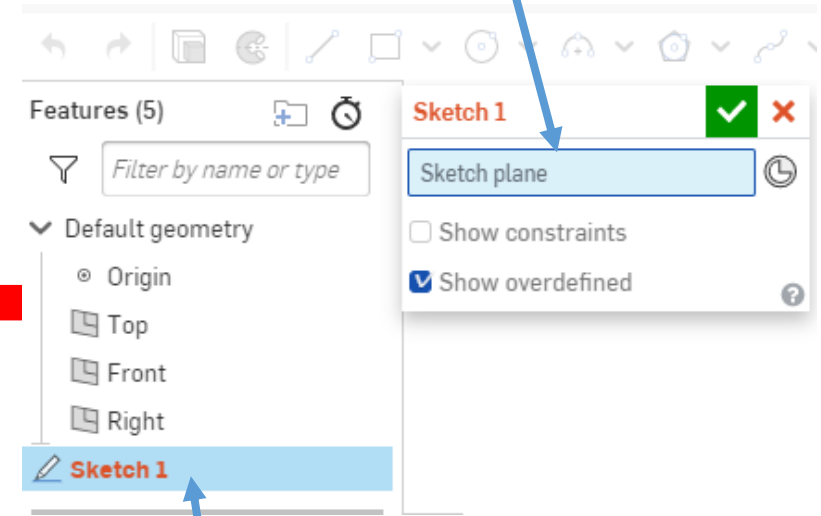 Features (5)
Filter by name or type
Default geometry
Origin
Top
Front
Right
Sketch 1
Sketch 1
Sketch plane
Show constraints
Show overdefined
?